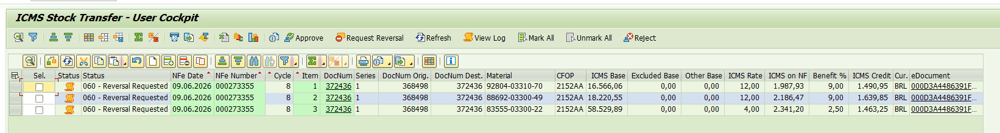 ICMS Stock Transfer - User Cockpit
Approve Request Reversal Refresh View Log Mark All Unmark All Reject
Sel. Status Status NFe Date NFe Number Cycle Item DocNum Series DocNum Orig. DocNum Dest. Material CFOP ICMS Base Excluded Base Other Base ICMS Rate ICMS on NF Benefit % ICMS Credit Cur. eDocument
060 - Reversal Requested 09.06.2026 000273355 8 1 372436 1 368498 372436 92804-03310-70 2152AA 16.566,06 0,00 0,00 12,00 1.987,93 9,00 1.490,95 BRL 000D3A4486391F...
060 - Reversal Requested 09.06.2026 000273355 8 2 372436 1 368498 372436 88692-03300-49 2152AA 18.220,55 0,00 0,00 12,00 2.186,47 9,00 1.639,85 BRL 000D3A4486391F...
060 - Reversal Requested 09.06.2026 000273355 8 3 372436 1 368498 372436 83555-03300-22 2152AA 58.529,89 0,00 0,00 4,00 2.341,20 2,50 1.463,25 BRL 000D3A4486391F...